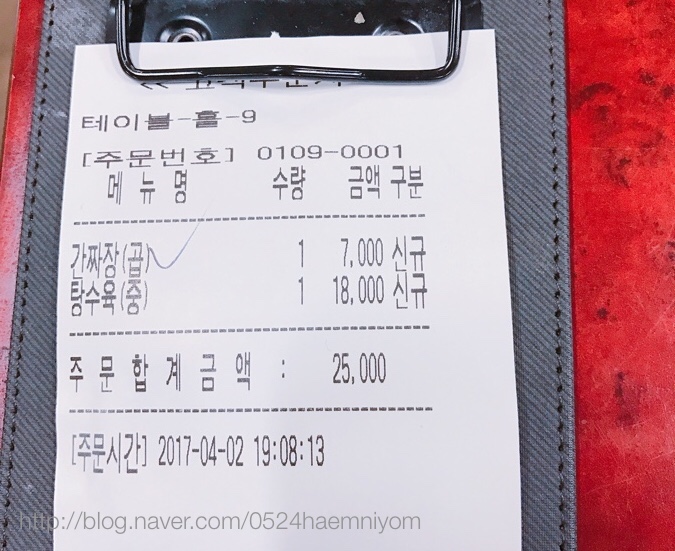 테이블-홀-9
[주문번호] 0109-0001
메 뉴 명 수량 금액 구분
간짜장(곱) 1 7,000 신규
탕수육(중) 1 18,000 신규
주 문 합 계 금 액 : 25,000
[주문시간] 2017-04-02 19:08:13
http://blog.naver.com/0524haemniyom